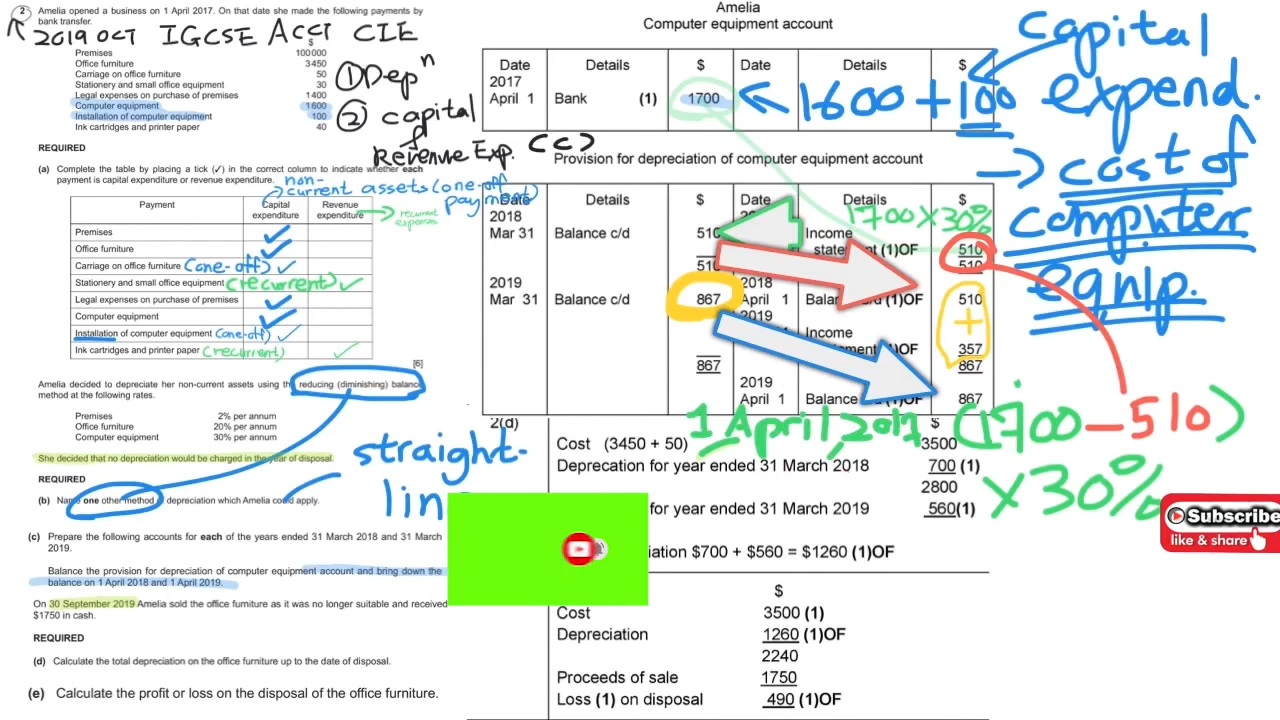 2 Amelia opened a business on 1 April 2017. On that date she made the following payments by
bank transfer.
2019 OCT IGCSE ACCT CIE
$
Premises 100 000
Office furniture 3450
Carriage on office furniture 50
Stationery and small office equipment 30
Legal expenses on purchase of premises 1400
Computer equipment 1600
Installation of computer equipment 100
Ink cartridges and printer paper 40
① Depn
② capital
Revenue Exp.
REQUIRED
(a) Complete the table by placing a tick (✓) in the correct column to indicate whether each
payment is capital expenditure or revenue expenditure.
non-
current assets (one-off
payment)
Payment Capital expenditure Revenue expenditure
recurrent
expenses
Premises ✓
Office furniture ✓
Carriage on office furniture (one-off) ✓
Stationery and small office equipment (recurrent) ✓
Legal expenses on purchase of premises ✓
Computer equipment ✓
Installation of computer equipment (one-off) ✓
Ink cartridges and printer paper (recurrent) ✓
[6]
Amelia decided to depreciate her non-current assets using the reducing (diminishing) balance
method at the following rates.
Premises 2% per annum
Office furniture 20% per annum
Computer equipment 30% per annum
She decided that no depreciation would be charged in the year of disposal.
REQUIRED
(b) Name one other method of depreciation which Amelia could apply.
straight-
lin
(c) Prepare the following accounts for each of the years ended 31 March 2018 and 31 March
2019.
Balance the provision for depreciation of computer equipment account and bring down the
balance on 1 April 2018 and 1 April 2019.
On 30 September 2019 Amelia sold the office furniture as it was no longer suitable and received
$1750 in cash.
REQUIRED
(d) Calculate the total depreciation on the office furniture up to the date of disposal.
(e) Calculate the profit or loss on the disposal of the office furniture.
Amelia
Computer equipment account
Date Details $ Date Details $
2017
April 1 Bank (1) 1700
← 1600 + 100
capital
expend.
→ cost of
computer
equip.
(c)
Provision for depreciation of computer equipment account
Date Details $ Date Details $
2018
1700 x 30%
Mar 31 Balance c/d 510 Income
(1)OF 510
510 510
2019 2018
Mar 31 Balance c/d 867 April 1 (1)OF 510
+
2019
Income
OF 357
867 867
2019
April 1 Balance (1)OF 867
1 April, 2017 (1700 - 510)
x 30%
2(d) $
Cost (3450 + 50) 3500
Deprecation for year ended 31 March 2018 700 (1)
2800
for year ended 31 March 2019 560(1)
iation $700 + $560 = $1260 (1)OF
$
Cost 3500 (1)
Depreciation 1260 (1)OF
2240
Proceeds of sale 1750
Loss (1) on disposal 490 (1)OF
Subscribe
like & share